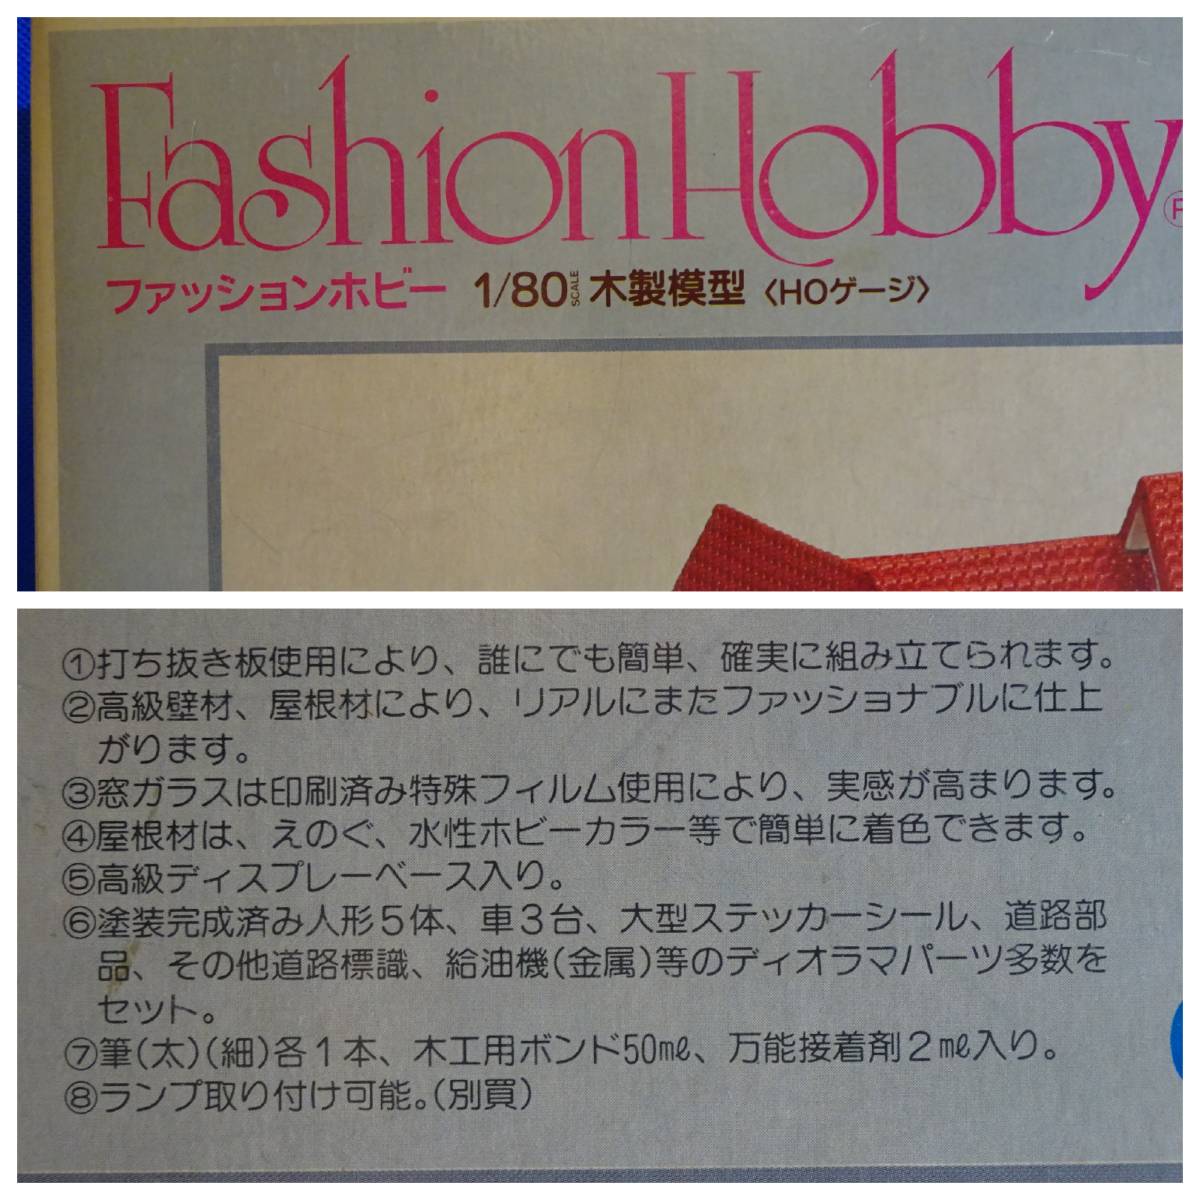 Fashion Hobby
ファッションホビー 1/80 SCALE 木製模型 〈HOゲージ〉
①打ち抜き板使用により、誰にでも簡単、確実に組み立てられます。
②高級壁材、屋根材により、リアルにまたファッショナブルに仕上
がります。
③窓ガラスは印刷済み特殊フィルム使用により、実感が高まります。
④屋根材は、えのぐ、水性ホビーカラー等で簡単に着色できます。
⑤高級ディスプレーベース入り。
⑥塗装完成済み人形5体、車3台、大型ステッカーシール、道路部
品、その他道路標識、給油機(金属)等のディオラマパーツ多数を
セット。
⑦筆(太)(細)各1本、木工用ボンド50㎖、万能接着剤2㎖入り。
⑧ランプ取り付け可能。(別買)